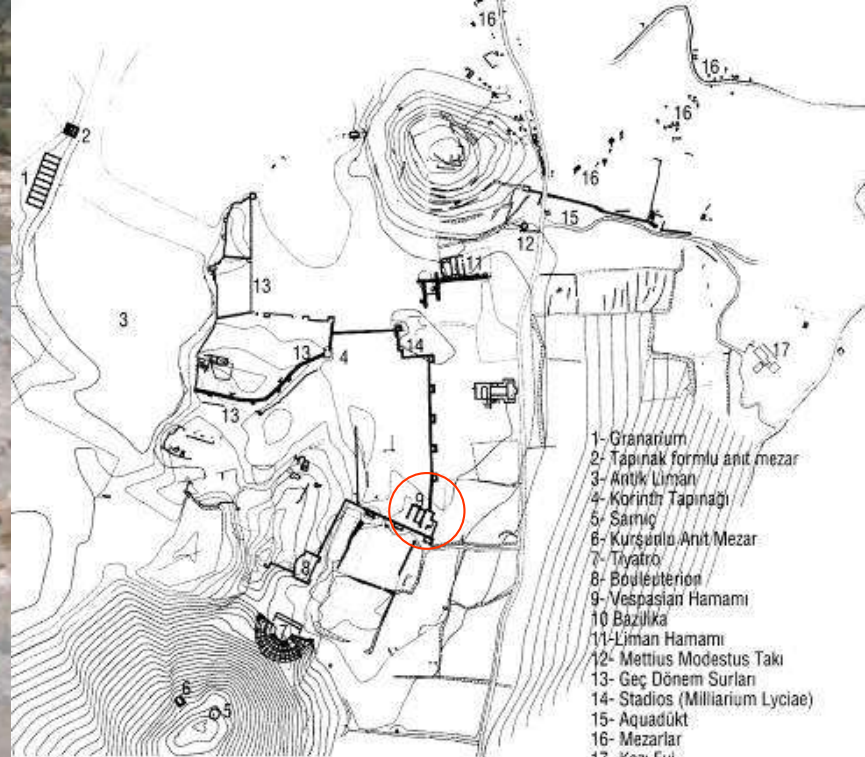 16
16
2
16
1
16
15
12
11
13
3
14
13
4
17
13
9
8
7
6
5
1- Granarium
2- Tapınak formlu anıt mezar
3- Antik Liman
4- Korinth Tapınağı
5- Sarnıç
6- Kurşunlu Anıt Mezar
7- Tiyatro
8- Bouleuterion
9- Vespasian Hamamı
10 Bazilika
11-Liman Hamamı
12- Mettius Modestus Takı
13- Geç Dönem Surları
14- Stadios (Milliarium Lyciae)
15- Aquadükt
16- Mezarlar
17- Kazı Evi